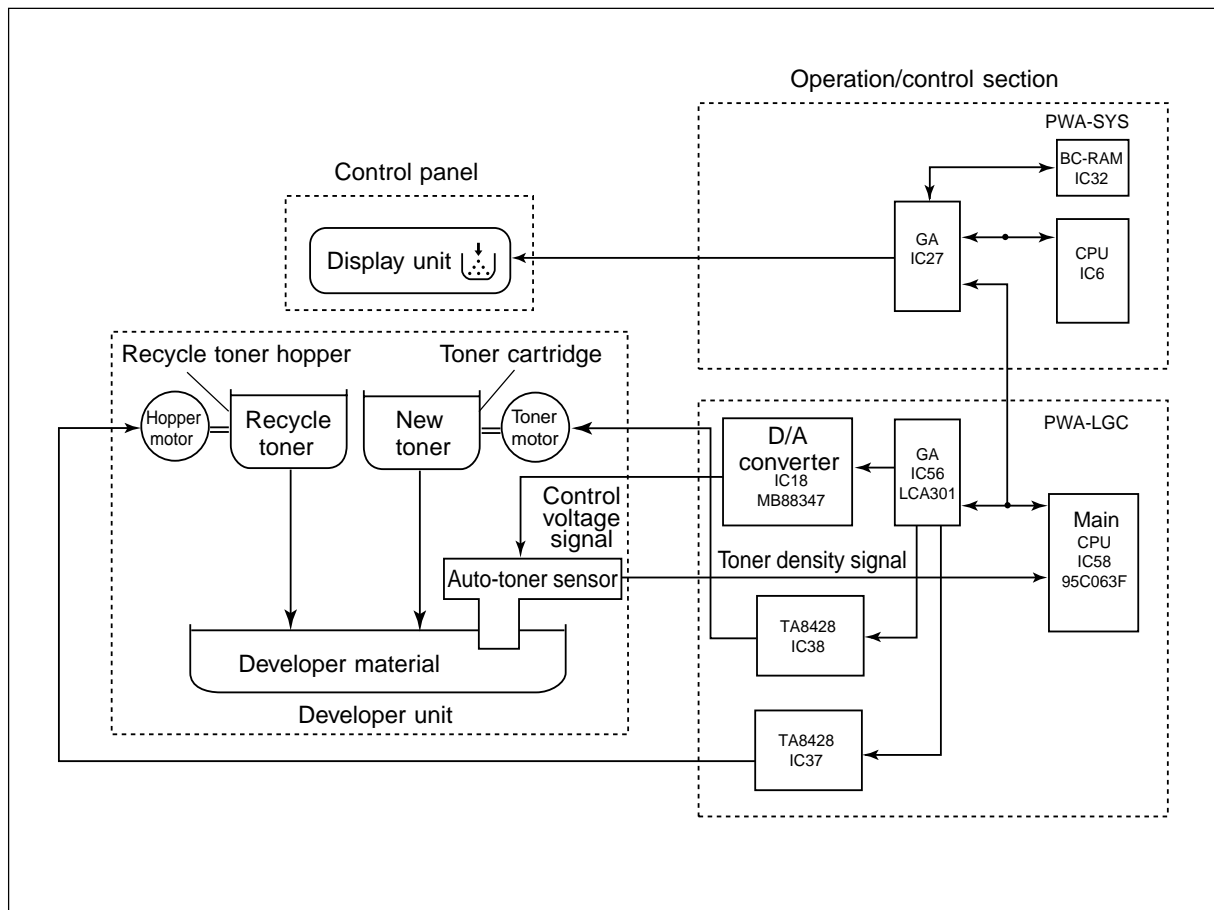 Operation/control section
PWA-SYS
BC-RAM
IC32
GA
IC27
CPU
IC6
Control panel
Display unit
Recycle toner hopper
Toner cartridge
Hopper
motor
Recycle
toner
New
toner
Toner
motor
Control
voltage
signal
Auto-toner sensor
Developer material
Developer unit
PWA-LGC
D/A
converter
IC18
MB88347
GA
IC56
LCA301
Main
CPU
IC58
95C063F
Toner density signal
TA8428
IC38
TA8428
IC37